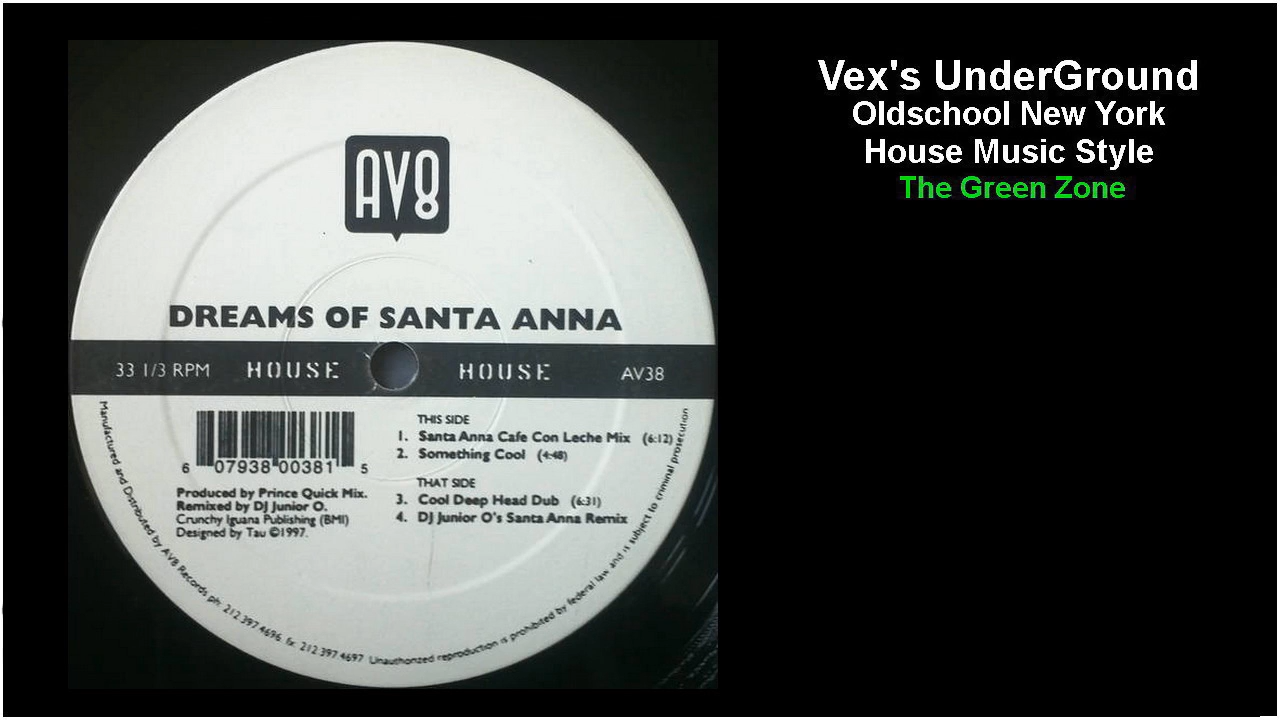 AV8
DREAMS OF SANTA ANNA
33 1/3 RPM HOUSE HOUSE AV38
6 07938 00381 5
Produced by Prince Quick Mix.
Remixed by DJ Junior O.
Crunchy Iguana Publishing (BMI)
Designed by Tau ©1997.
THIS SIDE
1. Santa Anna Cafe Con Leche Mix (6:12)
2. Something Cool (4:48)
THAT SIDE
3. Cool Deep Head Dub (6:31)
4. DJ Junior O's Santa Anna Remix
Manufactured and Distributed by AV8 Records ph: 212.397.4696 fx: 212.397.4697 Unauthorized reproduction is prohibited by federal law and is subject to criminal prosecution
Vex's UnderGround
Oldschool New York
House Music Style
The Green Zone